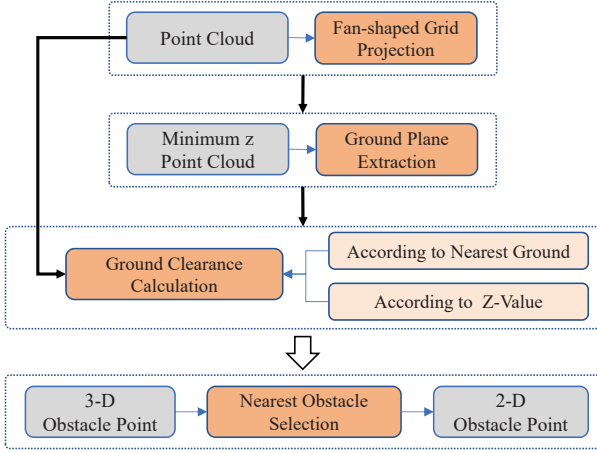 Point Cloud
Fan-shaped Grid
Projection
Minimum z
Point Cloud
Ground Plane
Extraction
Ground Clearance
Calculation
According to Nearest Ground
According to Z-Value
3-D
Obstacle Point
Nearest Obstacle
Selection
2-D
Obstacle Point